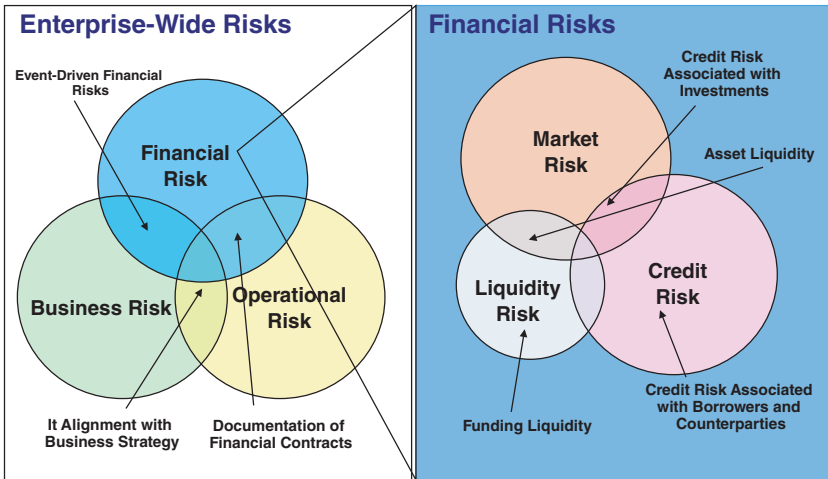 Enterprise-Wide Risks
Event-Driven Financial
Risks
Financial
Risk
Business Risk
Operational
Risk
It Alignment with
Business Strategy
Documentation of
Financial Contracts
Financial Risks
Credit Risk
Associated with
Investments
Market
Risk
Asset Liquidity
Liquidity
Risk
Credit
Risk
Funding Liquidity
Credit Risk Associated
with Borrowers and
Counterparties